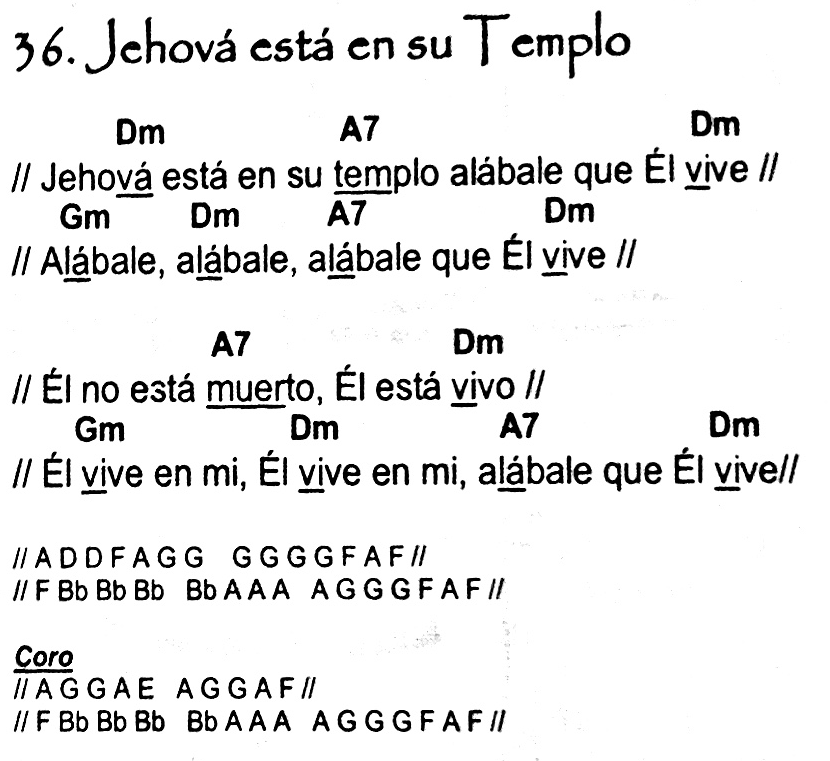 36. Jehová está en su Templo
Dm A7 Dm
// Jehová está en su templo alábale que Él vive //
Gm Dm A7 Dm
// Alábale, alábale, alábale que Él vive //
A7 Dm
// Él no está muerto, Él está vivo //
Gm Dm A7 Dm
// Él vive en mi, Él vive en mi, alábale que Él vive//
// A D D F A G G G G G G F A F //
// F Bb Bb Bb Bb A A A A G G G F A F //
Coro
// A G G A E A G G A F //
// F Bb Bb Bb Bb A A A A G G G F A F //